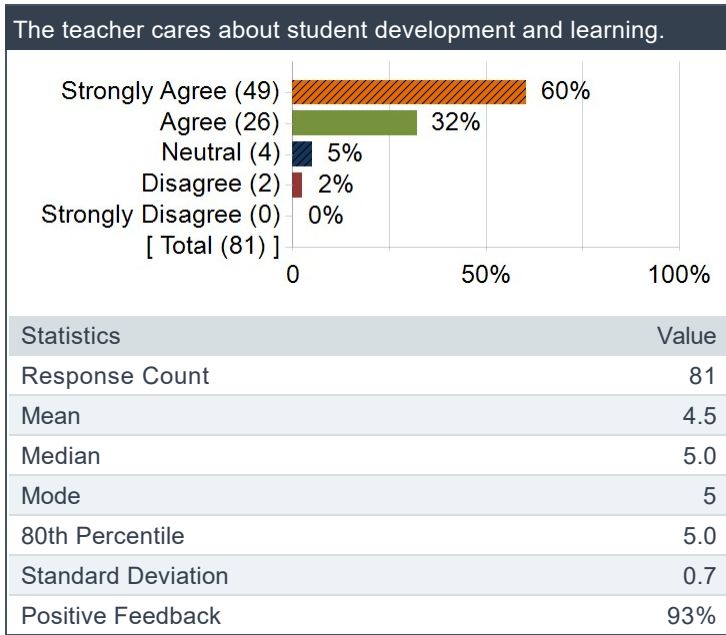 The teacher cares about student development and learning.
Strongly Agree (49) 60%
Agree (26) 32%
Neutral (4) 5%
Disagree (2) 2%
Strongly Disagree (0) 0%
[ Total (81) ]
0 50% 100%
Statistics Value
Response Count 81
Mean 4.5
Median 5.0
Mode 5
80th Percentile 5.0
Standard Deviation 0.7
Positive Feedback 93%